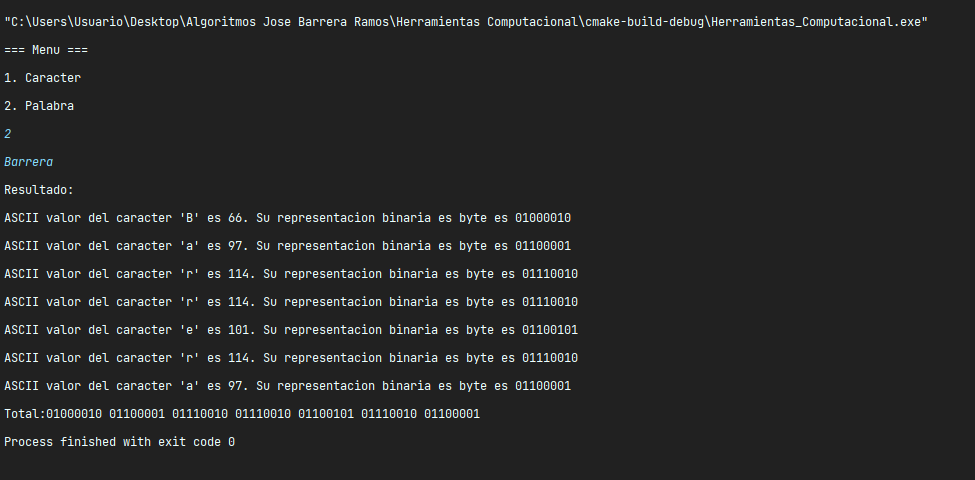 "C:\Users\Usuario\Desktop\Algoritmos Jose Barrera Ramos\Herramientas Computacional\cmake-build-debug\Herramientas_Computacional.exe"
=== Menu ===
1. Caracter
2. Palabra
2
Barrera
Resultado:
ASCII valor del caracter 'B' es 66. Su representacion binaria es byte es 01000010
ASCII valor del caracter 'a' es 97. Su representacion binaria es byte es 01100001
ASCII valor del caracter 'r' es 114. Su representacion binaria es byte es 01110010
ASCII valor del caracter 'r' es 114. Su representacion binaria es byte es 01110010
ASCII valor del caracter 'e' es 101. Su representacion binaria es byte es 01100101
ASCII valor del caracter 'r' es 114. Su representacion binaria es byte es 01110010
ASCII valor del caracter 'a' es 97. Su representacion binaria es byte es 01100001
Total:01000010 01100001 01110010 01110010 01100101 01110010 01100001
Process finished with exit code 0